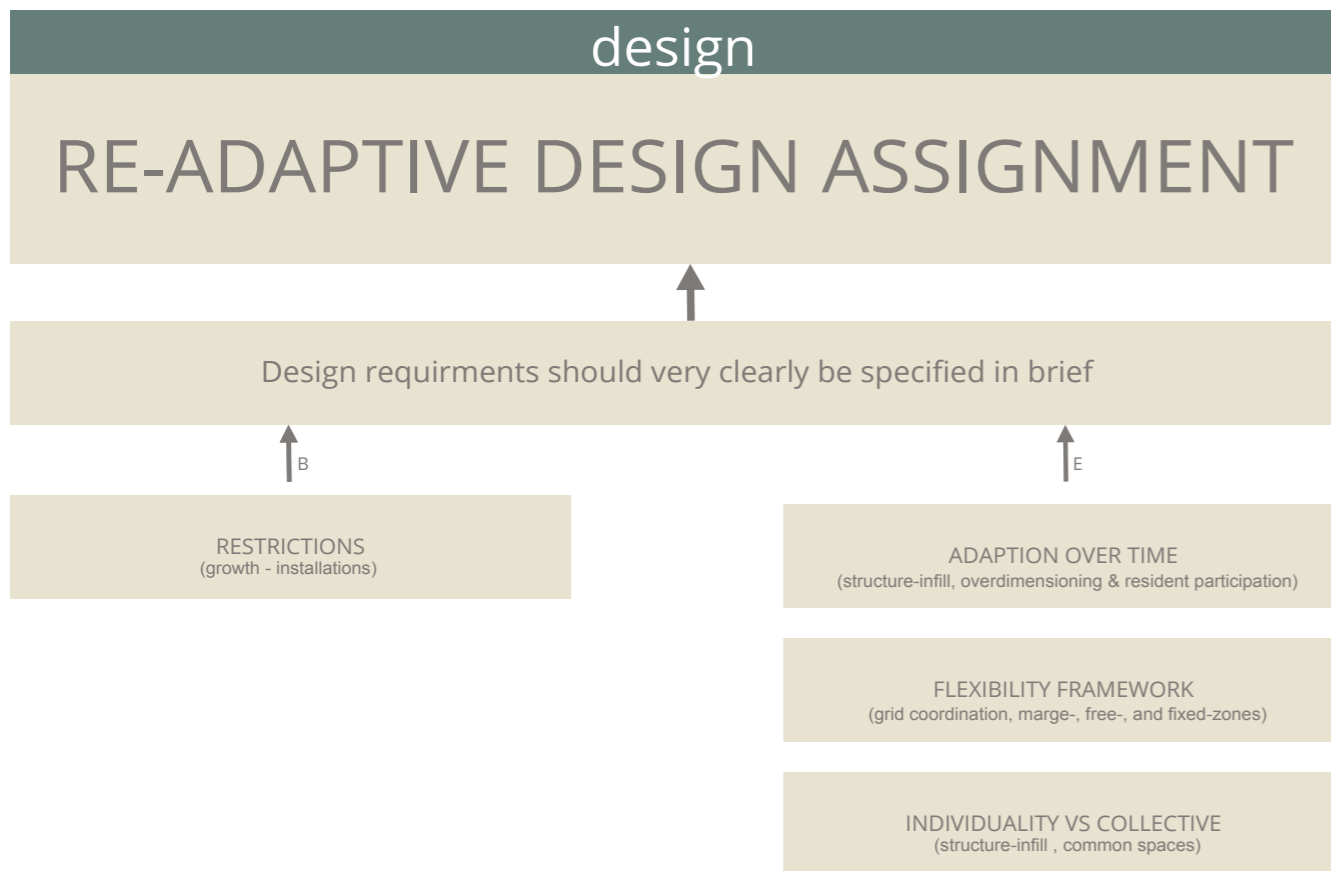 design
RE-ADAPTIVE DESIGN ASSIGNMENT
Design requirments should very clearly be specified in brief
B
E
RESTRICTIONS
(growth - installations)
ADAPTION OVER TIME
(structure-infill, overdimensioning & resident participation)
FLEXIBILITY FRAMEWORK
(grid coordination, marge-, free-, and fixed-zones)
INDIVIDUALITY VS COLLECTIVE
(structure-infill , common spaces)